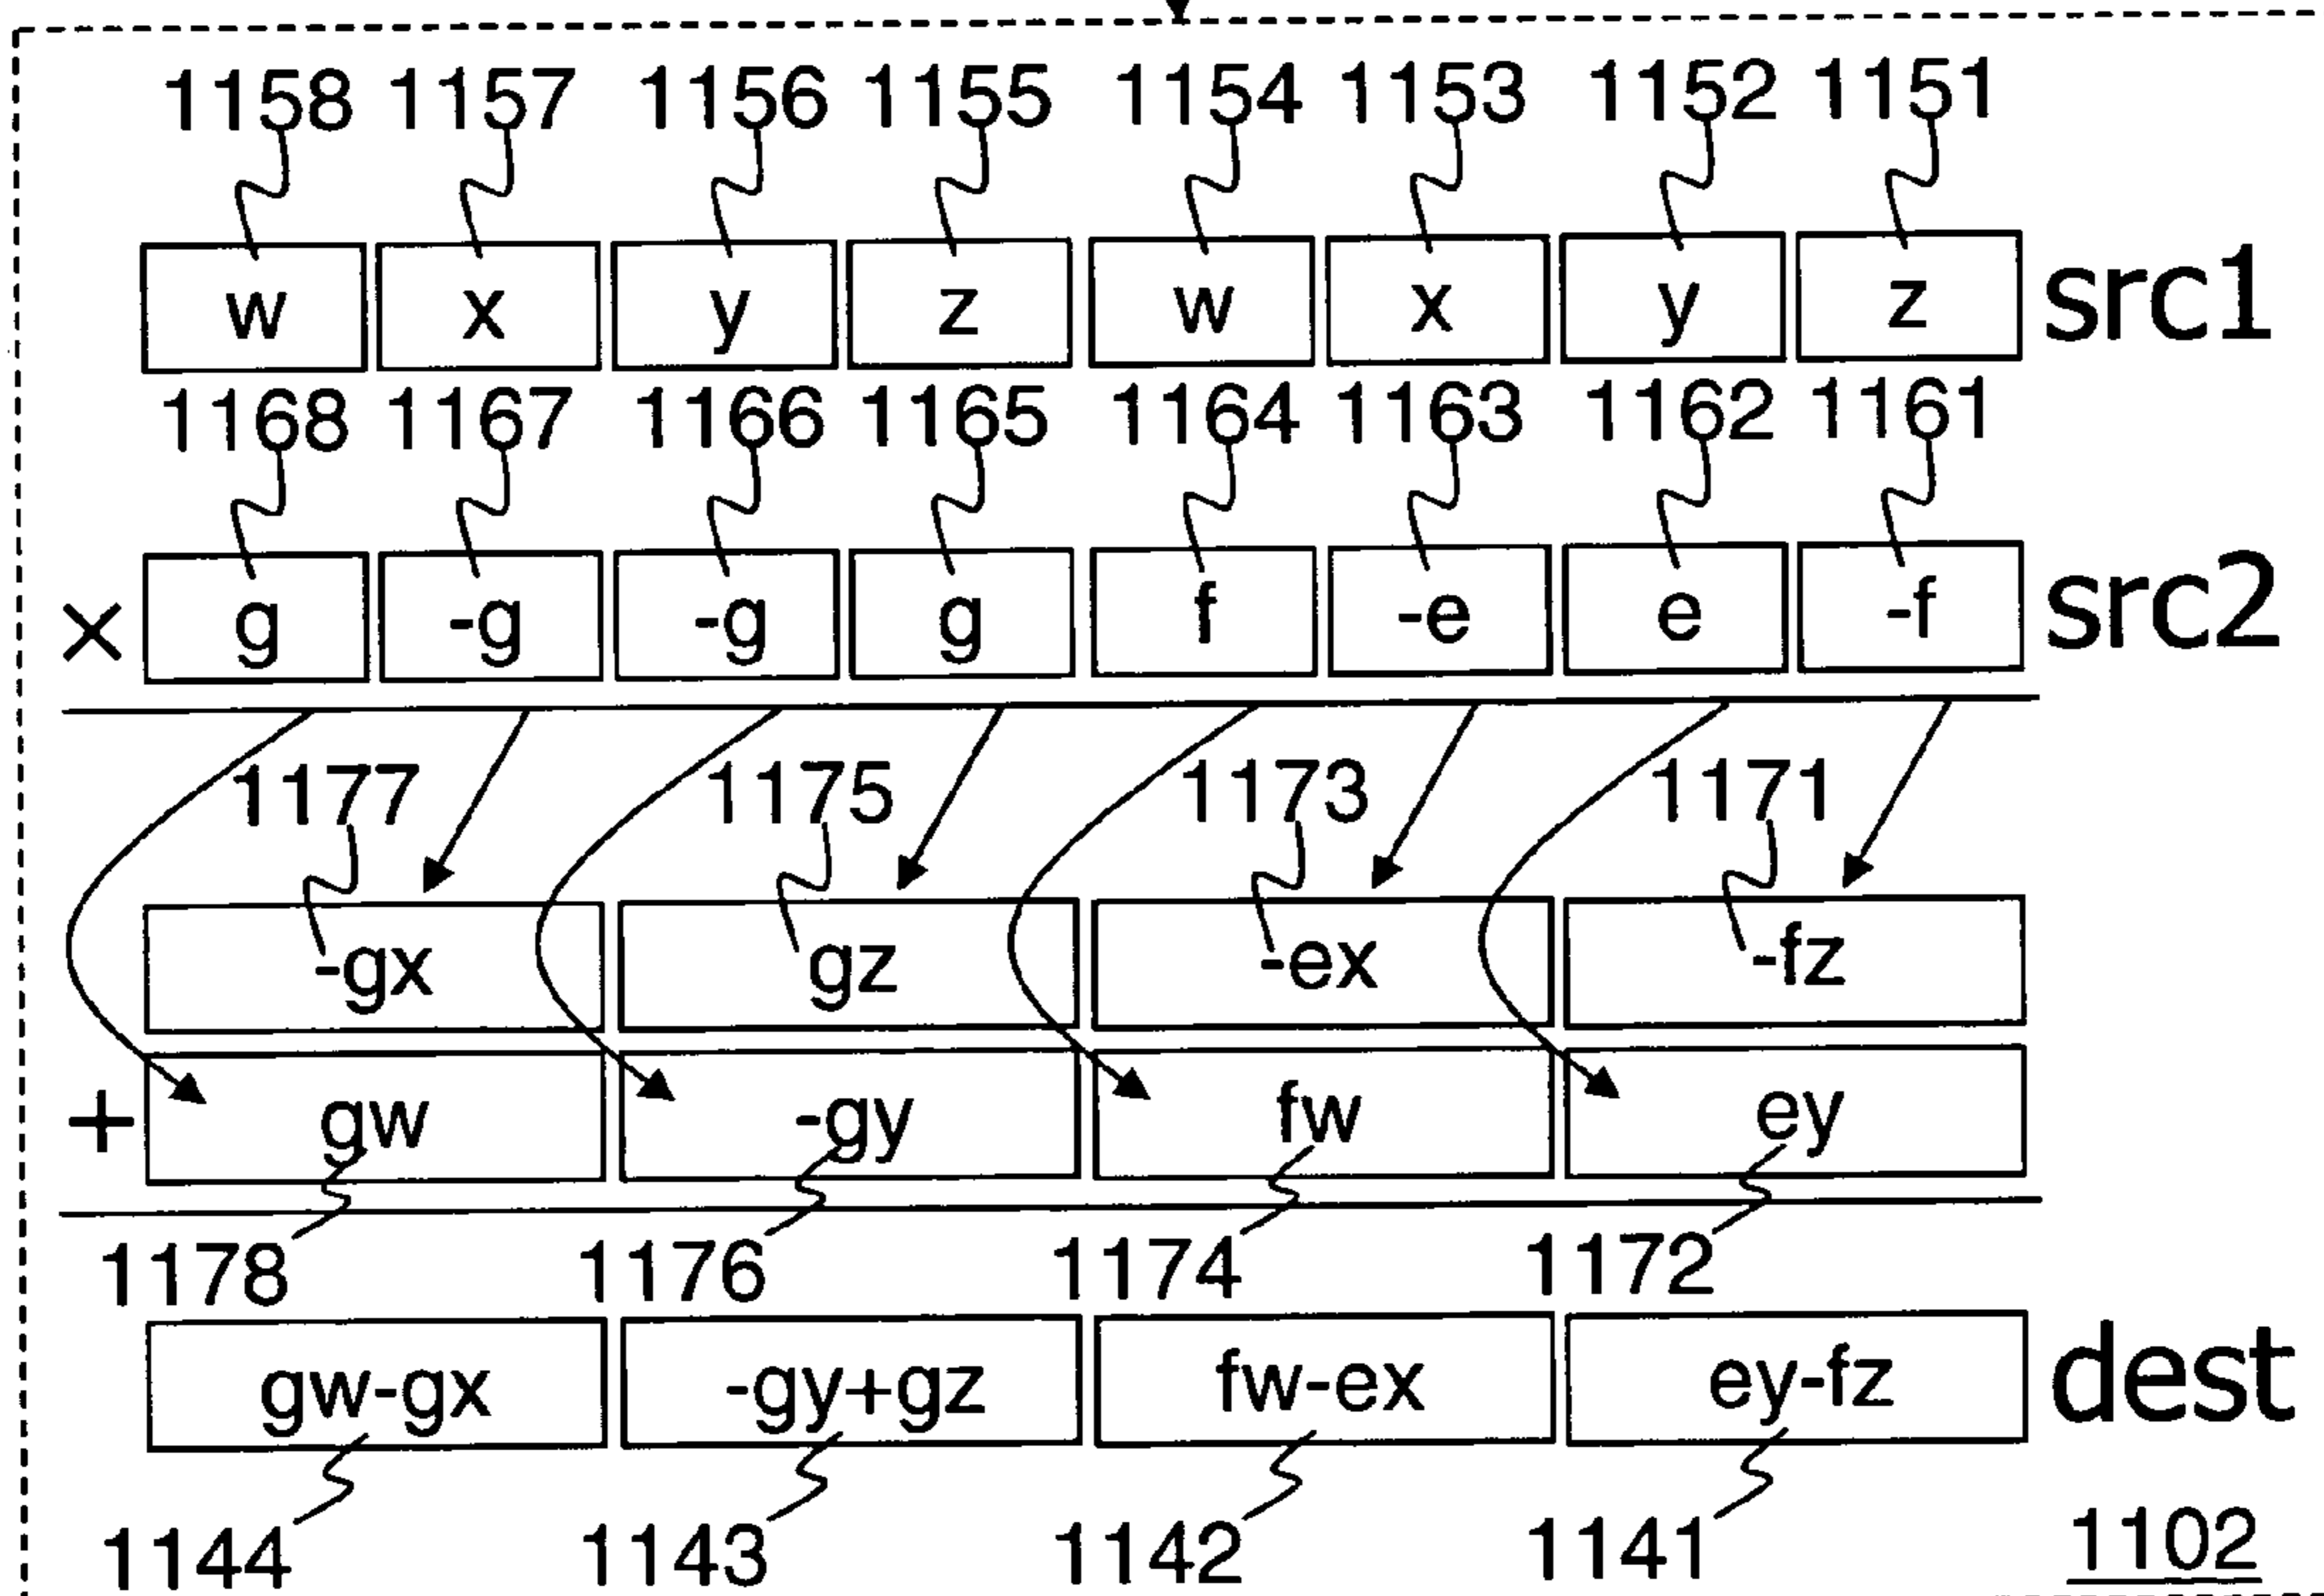 1158 1157 1156 1155 1154 1153 1152 1151
w x y z w x y z src1
1168 1167 1166 1165 1164 1163 1162 1161
× g -g -g g f -e e -f src2
1177 1175 1173 1171
-gx gz -ex -fz
+ gw -gy fw ey
1178 1176 1174 1172
gw-gx -gy+gz fw-ex ey-fz dest
1144 1143 1142 1141 1102